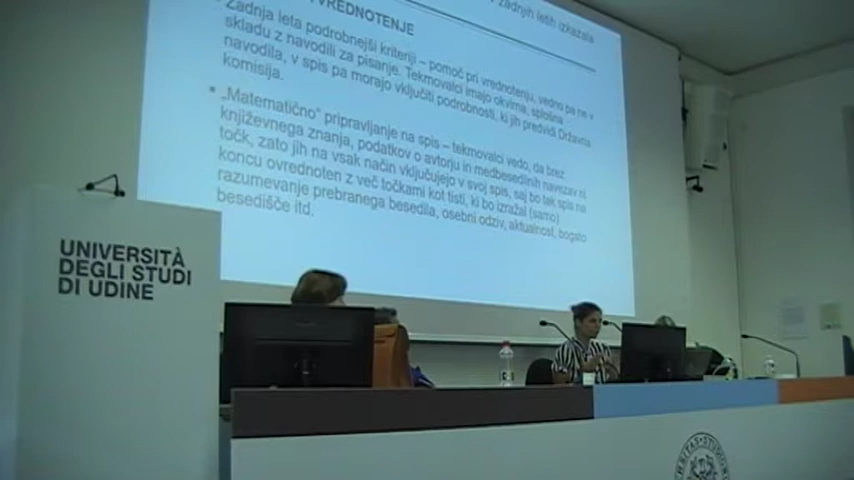 zadnjih letih izkazala
VREDNOTENJE
Zadnja leta podrobnejši kriteriji – pomoč pri vrednotenju, vedno pa ne v
skladu z navodili za pisanje. Tekmovalci imajo okvirna, splošna
navodila, v spis pa morajo vključiti podrobnosti, ki jih predvidi Državna
komisija.
• „Matematično“ pripravljanje na spis – tekmovalci vedo, da brez
književnega znanja, podatkov o avtorju in medbesedilnih navezav ni
točk, zato jih na vsak način vključujejo v svoj spis, saj bo tak spis na
koncu ovrednoten z več točkami kot tisti, ki bo izražal (samo)
razumevanje prebranega besedila, osebni odziv, aktualnost, bogato
besedišče itd.
UNIVERSITÀ
DEGLI STUDI
DI UDINE